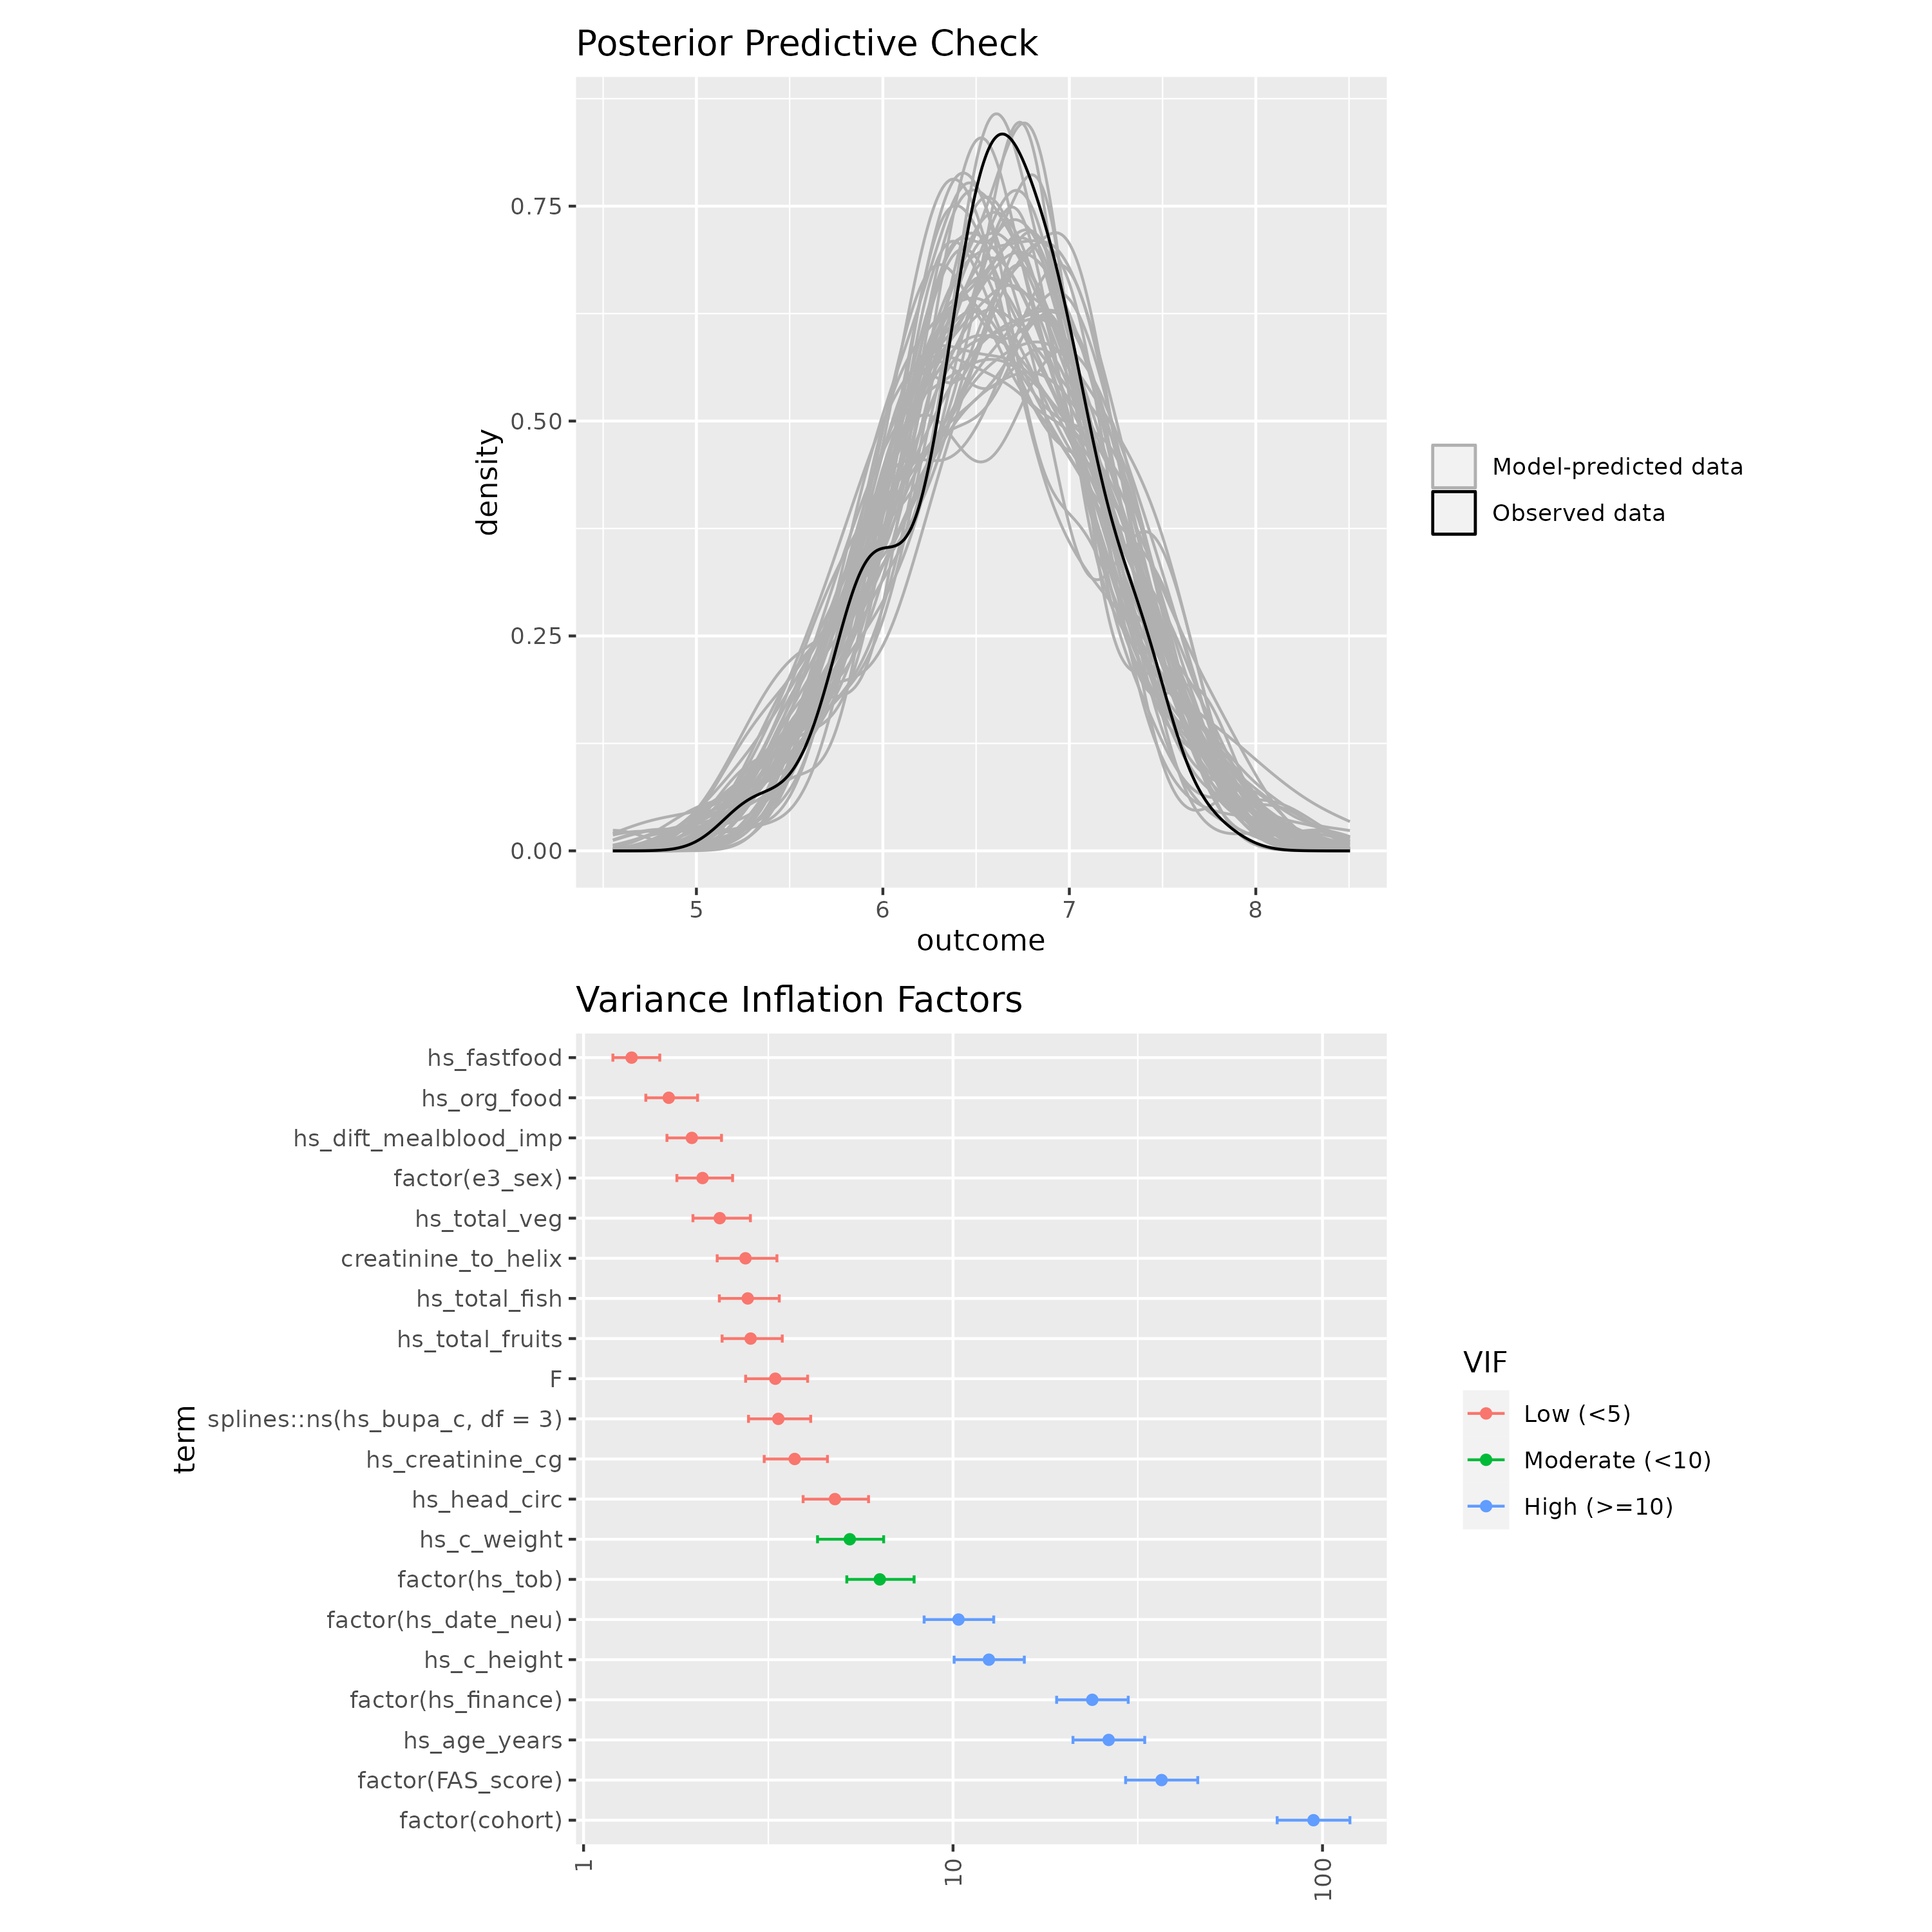 Posterior Predictive Check
0.75
0.50
0.25
0.00
density
5 6 7 8
outcome
Model-predicted data
Observed data
Variance Inflation Factors
term
hs_fastfood
hs_org_food
hs_dift_mealblood_imp
factor(e3_sex)
hs_total_veg
creatinine_to_helix
hs_total_fish
hs_total_fruits
F
splines::ns(hs_bupa_c, df = 3)
hs_creatinine_cg
hs_head_circ
hs_c_weight
factor(hs_tob)
factor(hs_date_neu)
hs_c_height
factor(hs_finance)
hs_age_years
factor(FAS_score)
factor(cohort)
1 10 100
VIF
Low (<5)
Moderate (<10)
High (>=10)